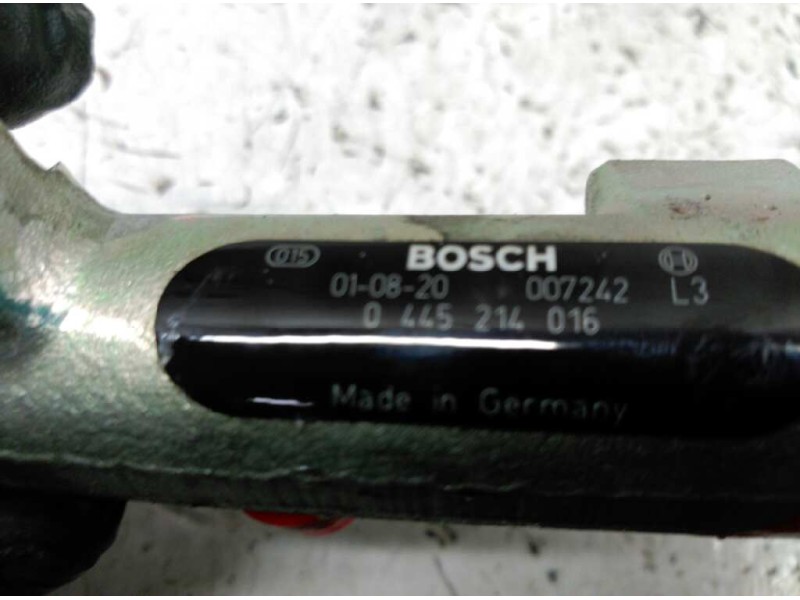 015 BOSCH
01-08-20 007242 L3
0 445 214 016
Made in Germany